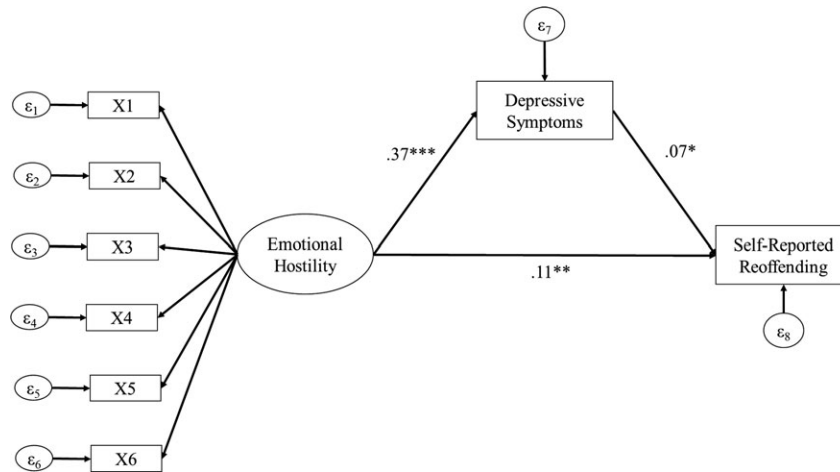 ε7
Depressive
Symptoms
ε1
X1
.37***
.07*
ε2
X2
ε3
X3
Emotional
Hostility
Self-Reported
Reoffending
.11**
ε4
X4
ε8
ε5
X5
ε6
X6